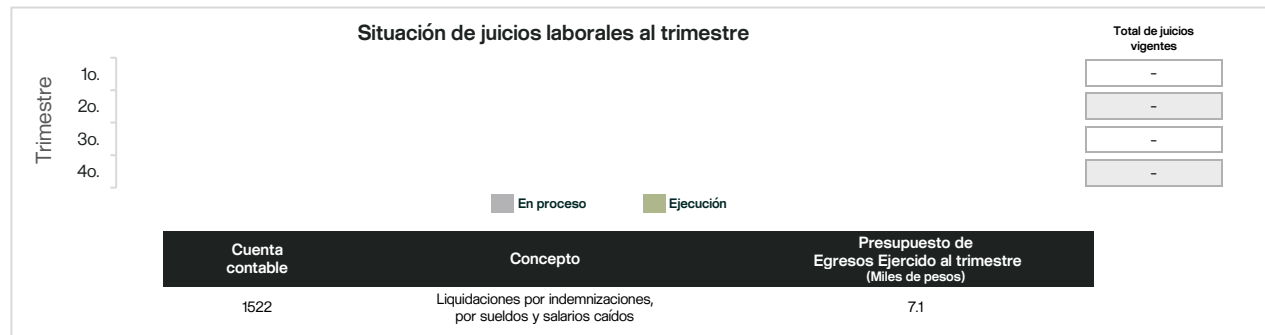 Situación de juicios laborales al trimestre
Total de juicios
vigentes
Trimestre
1o.
-
2o.
-
3o.
-
4o.
-
En proceso
Ejecución
Cuenta
contable
Concepto
Presupuesto de
Egresos Ejercido al trimestre
(Miles de pesos)
1522
Liquidaciones por indemnizaciones,
por sueldos y salarios caídos
7.1